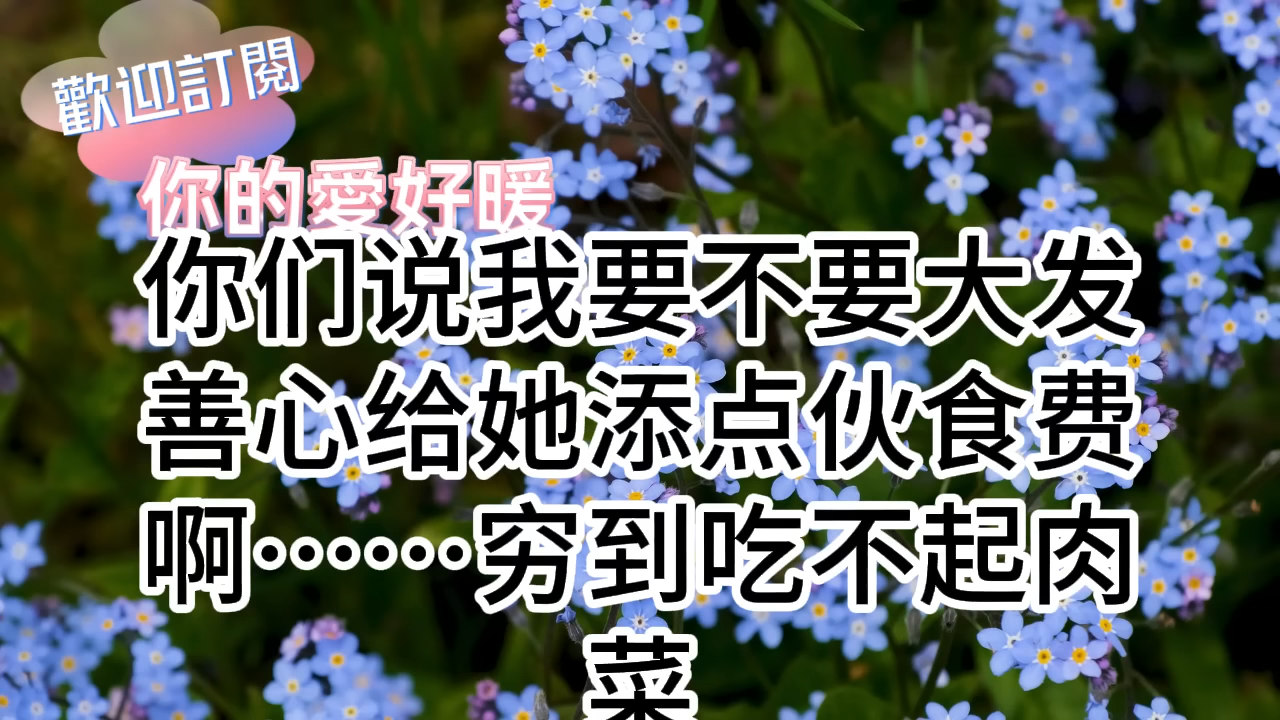 歡迎訂閱
你的愛好暖
你们说我要不要大发
善心给她添点伙食费
啊……穷到吃不起肉
菜